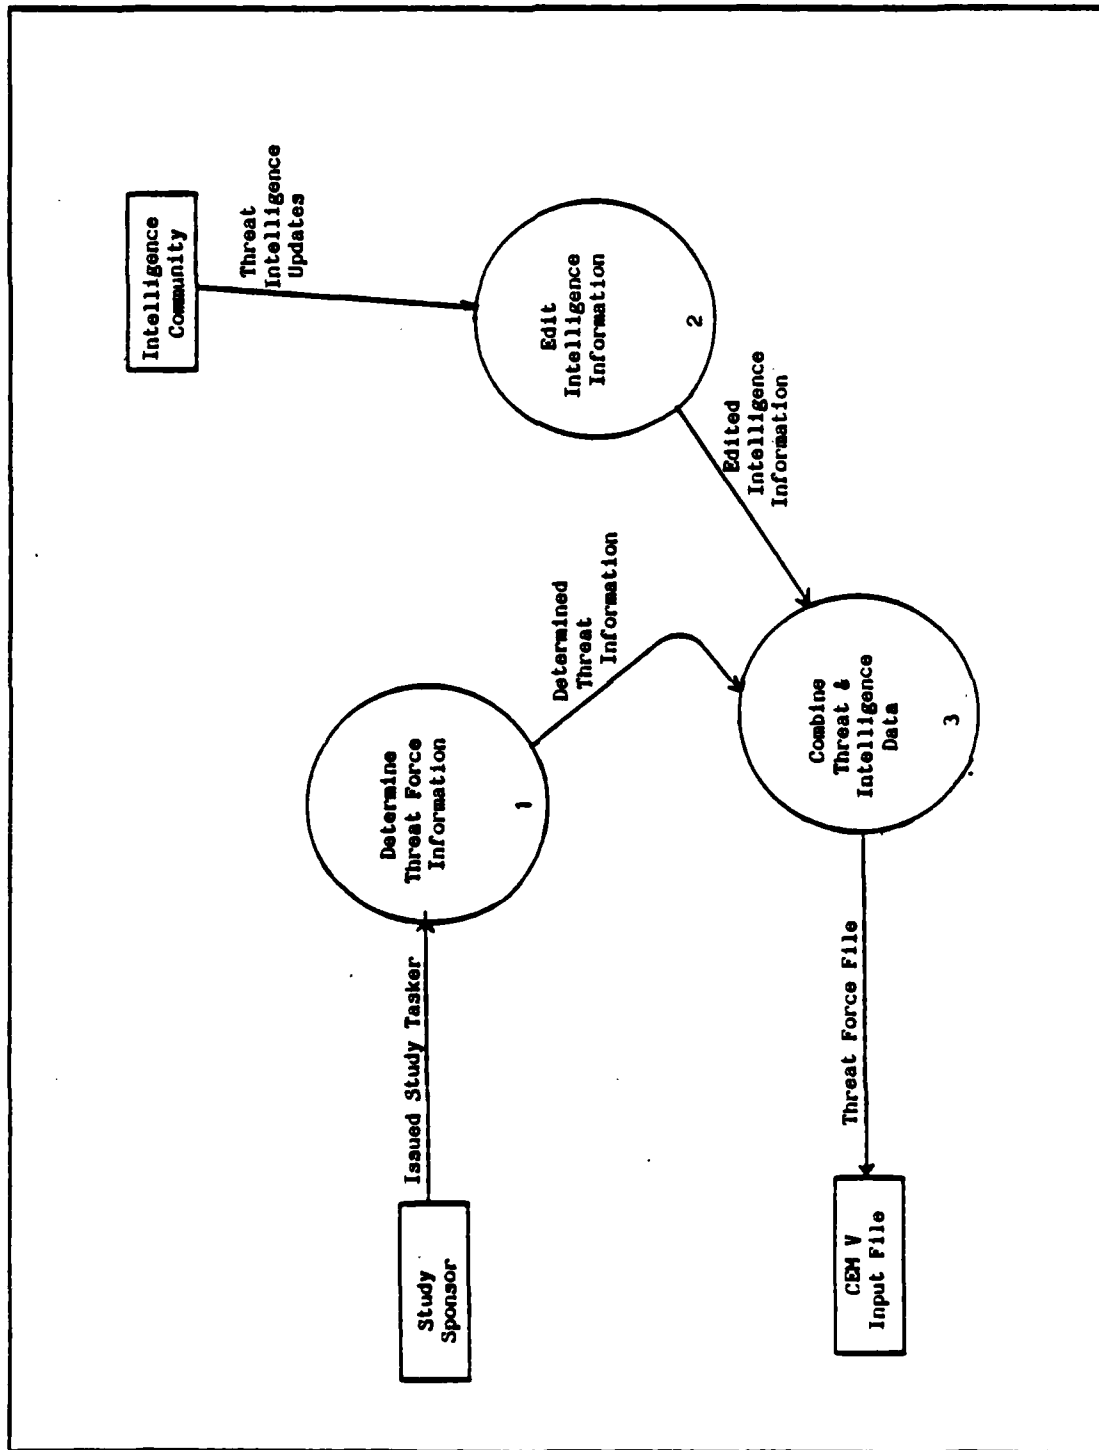 Intelligence
Community
Threat
Intelligence
Updates
Edit
Intelligence
Information
2
Edited
Intelligence
Information
Study
Sponsor
Issued Study Tasker
Determine
Threat Force
Information
1
Determined
Threat
Information
Combine
Threat &
Intelligence
Data
3
Threat Force File
CEM V
Input File